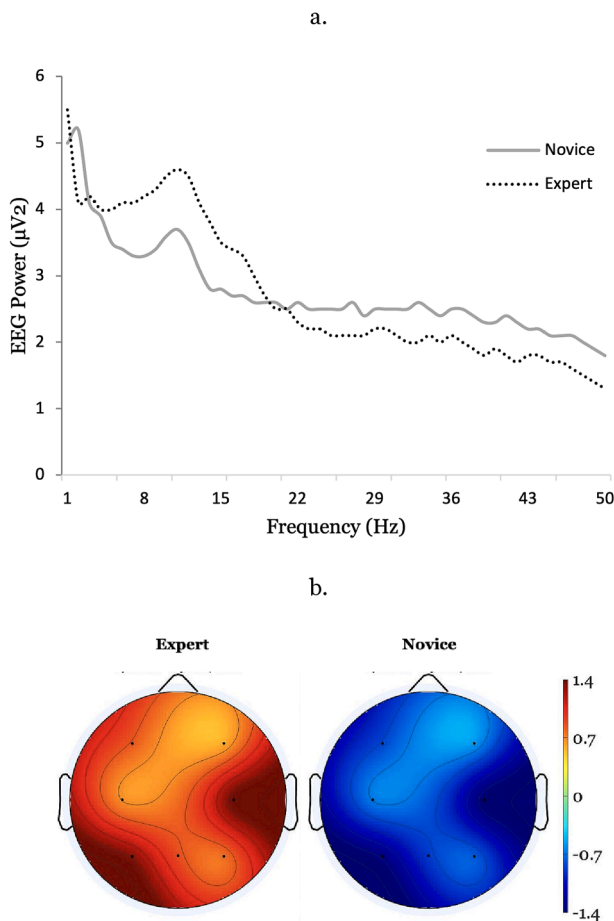 a.
6
5
4
3
2
1
0
EEG Power (μV2)
Novice
Expert
1 8 15 22 29 36 43 50
Frequency (Hz)
b.
Expert Novice
1.4
0.7
0
-0.7
-1.4